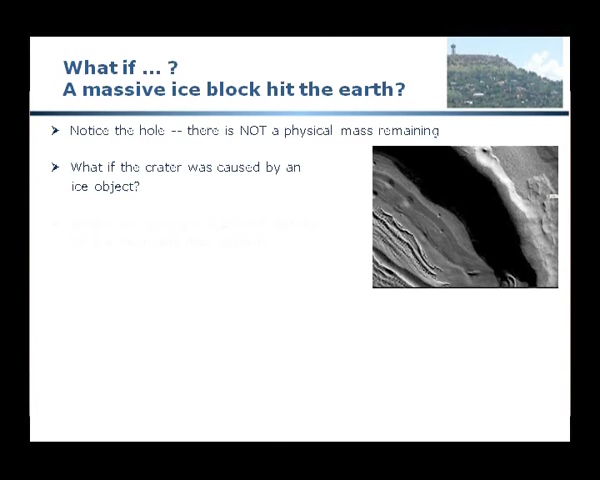 What if ... ?
A massive ice block hit the earth?
Notice the hole -- there is NOT a physical mass remaining
What if the crater was caused by an
ice object?